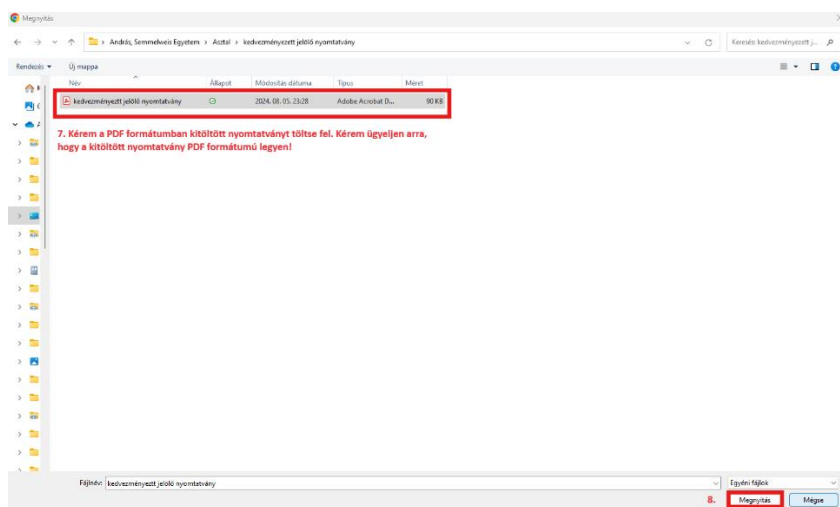 Megnyitás
András, Semmelweis Egyetem › Asztal › kedvezményezett jelölő nyomtatvány
Keresés: kedvezményezett j...
Rendezés
Új mappa
Név Állapot Módosítás dátuma Típus Méret
kedvezményeztt jelölő nyomtatvány 2024. 08. 05. 23:28 Adobe Acrobat D... 90 KB
7. Kérem a PDF formátumban kitöltött nyomtatványt töltse fel. Kérem ügyeljen arra,
hogy a kitöltött nyomtatvány PDF formátumú legyen!
Fájlnév: kedvezményeztt jelölő nyomtatvány Egyéni fájlok
8. Megnyitás Mégse